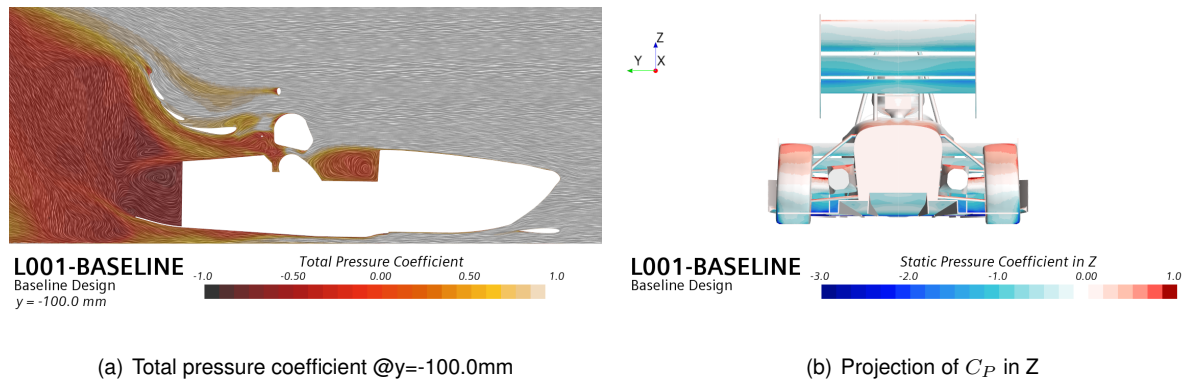 L001-BASELINE
Baseline Design
y = -100.0 mm
Total Pressure Coefficient
-1.0 -0.50 0.00 0.50 1.0
(a) Total pressure coefficient @y=-100.0mm
Z
Y X
L001-BASELINE
Baseline Design
Static Pressure Coefficient in Z
-3.0 -2.0 -1.0 0.0 1.0
(b) Projection of C_P in Z